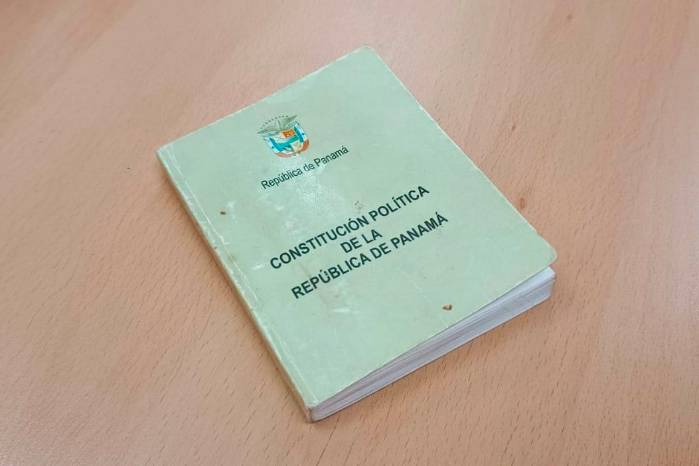 República de Panamá
CONSTITUCIÓN POLÍTICA
DE LA
REPÚBLICA DE PANAMÁ